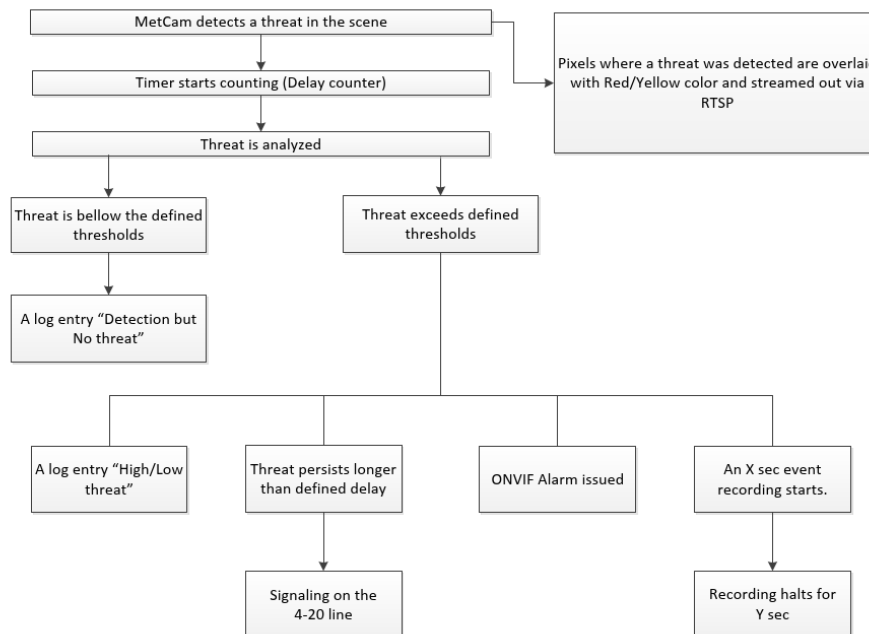 MetCam detects a threat in the scene
Pixels where a threat was detected are overlaid
with Red/Yellow color and streamed out via
RTSP
Timer starts counting (Delay counter)
Threat is analyzed
Threat is bellow the defined
thresholds
Threat exceeds defined
thresholds
A log entry “Detection but
No threat”
A log entry “High/Low
threat”
Threat persists longer
than defined delay
ONVIF Alarm issued
An X sec event
recording starts.
Signaling on the
4-20 line
Recording halts for
Y sec